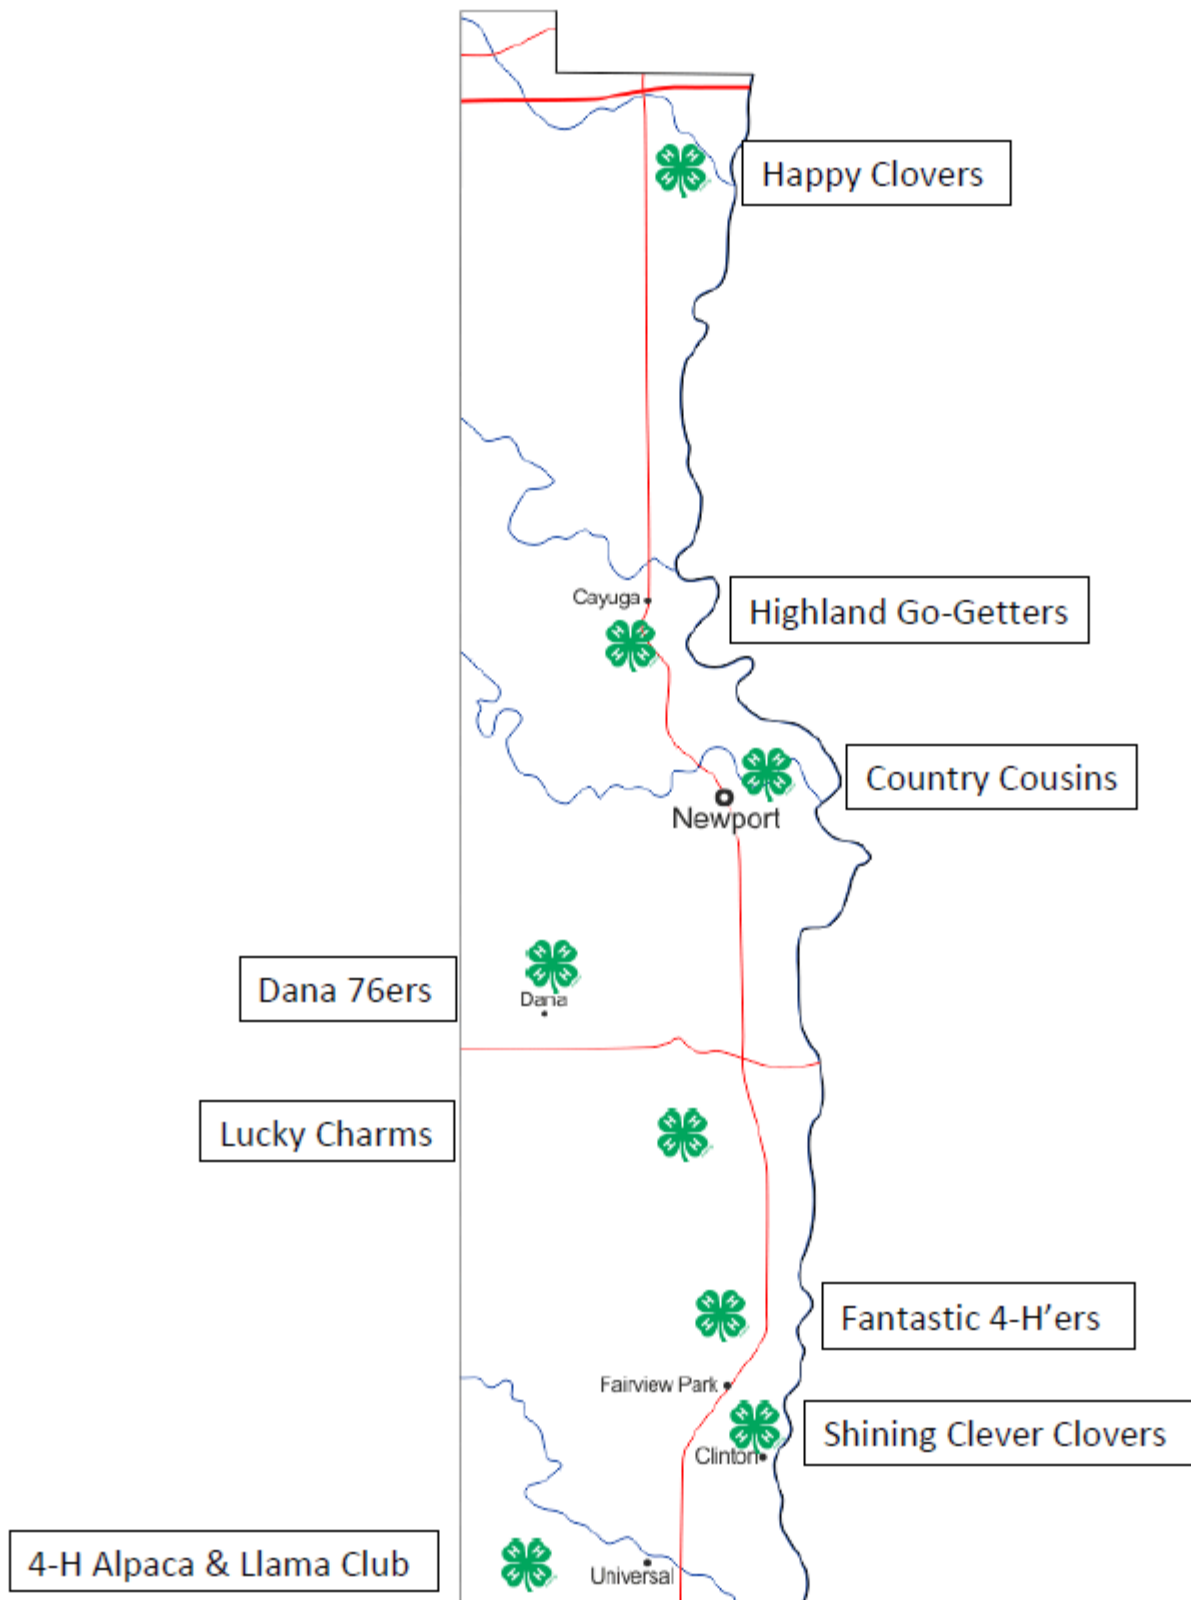 Happy Clovers
Cayuga
Highland Go-Getters
Country Cousins
Newport
Dana 76ers
Dana
Lucky Charms
Fantastic 4-H’ers
Fairview Park
Shining Clever Clovers
Clinton
4-H Alpaca & Llama Club
Universal